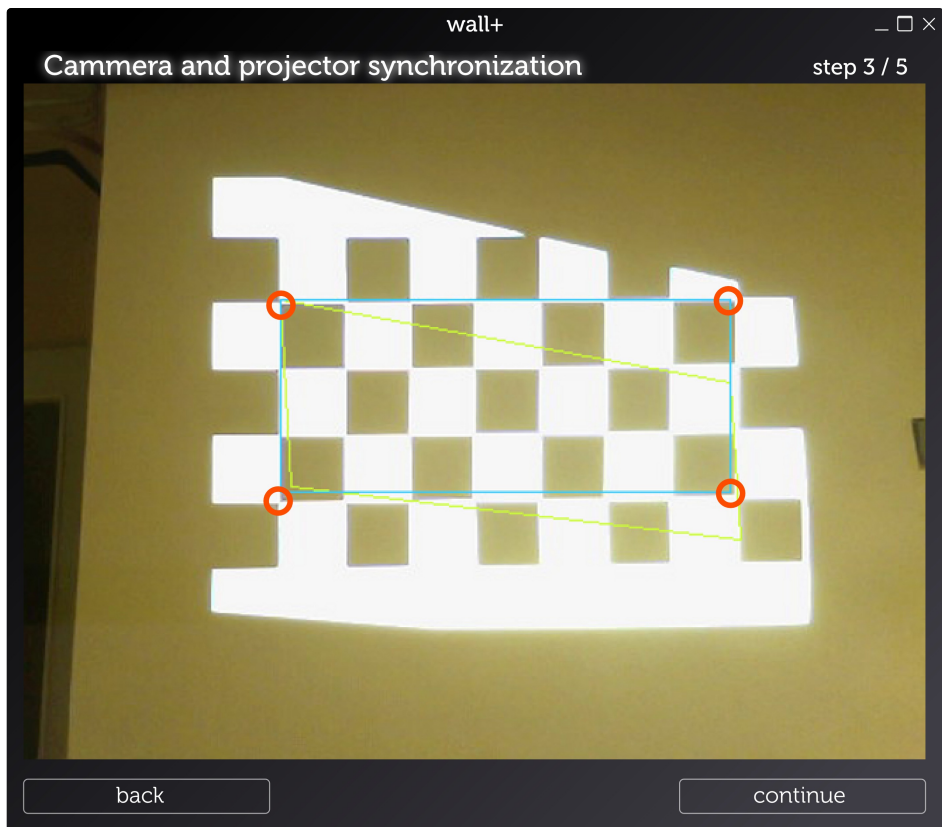 wall+
Cammera and projector synchronization
step 3 / 5
back
continue